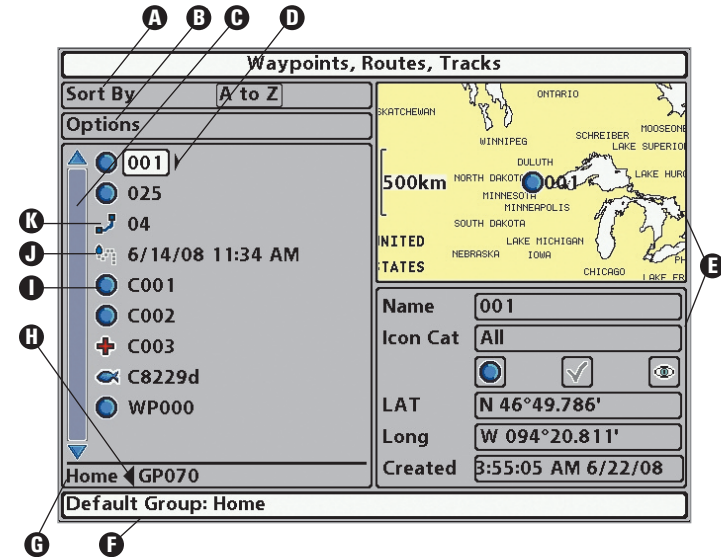 A B C D
Waypoints, Routes, Tracks
Sort By A to Z
Options
001
025
K 04
J 6/14/08 11:34 AM
I C001
C002
H C003
C8229d
WP000
Home GP070
G
Default Group: Home
F
ONTARIO
SKATCHEWAN
WINNIPEG
SCHREIBER MOOSEONE
LAKE SUPERIO
DULUTH
500km NORTH DAKOTA 001 LAKE HURO
MINNESOTA
MINNEAPOLIS
SOUTH DAKOTA
NITED LAKE MICHIGAN
NEBRASKA IOWA
TATES
CHICAGO LAKE ER
PH
E
Name 001
Icon Cat All
LAT N 46°49.786'
Long W 094°20.811'
Created 3:55:05 AM 6/22/08